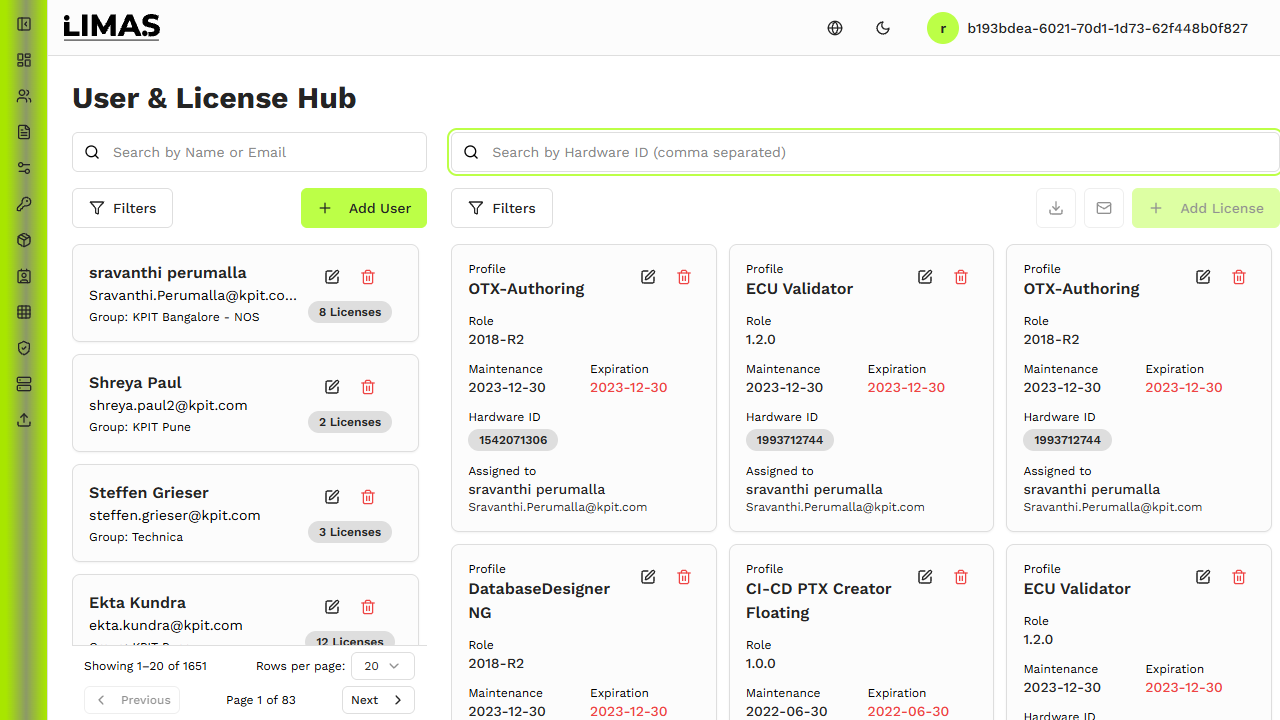 LIMAS
r
b193bdea-6021-70d1-1d73-62f448b0f827
User & License Hub
Search by Name or Email
Search by Hardware ID (comma separated)
Filters
Add User
Filters
Add License
sravanthi perumalla
Sravanthi.Perumalla@kpit.co...
Group: KPIT Bangalore - NOS
8 Licenses
Shreya Paul
shreya.paul2@kpit.com
Group: KPIT Pune
2 Licenses
Steffen Grieser
steffen.grieser@kpit.com
Group: Technica
3 Licenses
Ekta Kundra
ekta.kundra@kpit.com
12 Licenses
Showing 1–20 of 1651
Rows per page:
20
Previous
Page 1 of 83
Next
Profile
OTX-Authoring
Role
2018-R2
Maintenance
2023-12-30
Expiration
2023-12-30
Hardware ID
1542071306
Assigned to
sravanthi perumalla
Sravanthi.Perumalla@kpit.com
Profile
ECU Validator
Role
1.2.0
Maintenance
2023-12-30
Expiration
2023-12-30
Hardware ID
1993712744
Assigned to
sravanthi perumalla
Sravanthi.Perumalla@kpit.com
Profile
OTX-Authoring
Role
2018-R2
Maintenance
2023-12-30
Expiration
2023-12-30
Hardware ID
1993712744
Assigned to
sravanthi perumalla
Sravanthi.Perumalla@kpit.com
Profile
DatabaseDesigner
NG
Role
2018-R2
Maintenance
2023-12-30
Expiration
2023-12-30
Profile
CI-CD PTX Creator
Floating
Role
1.0.0
Maintenance
2022-06-30
Expiration
2022-06-30
Profile
ECU Validator
Role
1.2.0
Maintenance
2023-12-30
Expiration
2023-12-30
Hardware ID